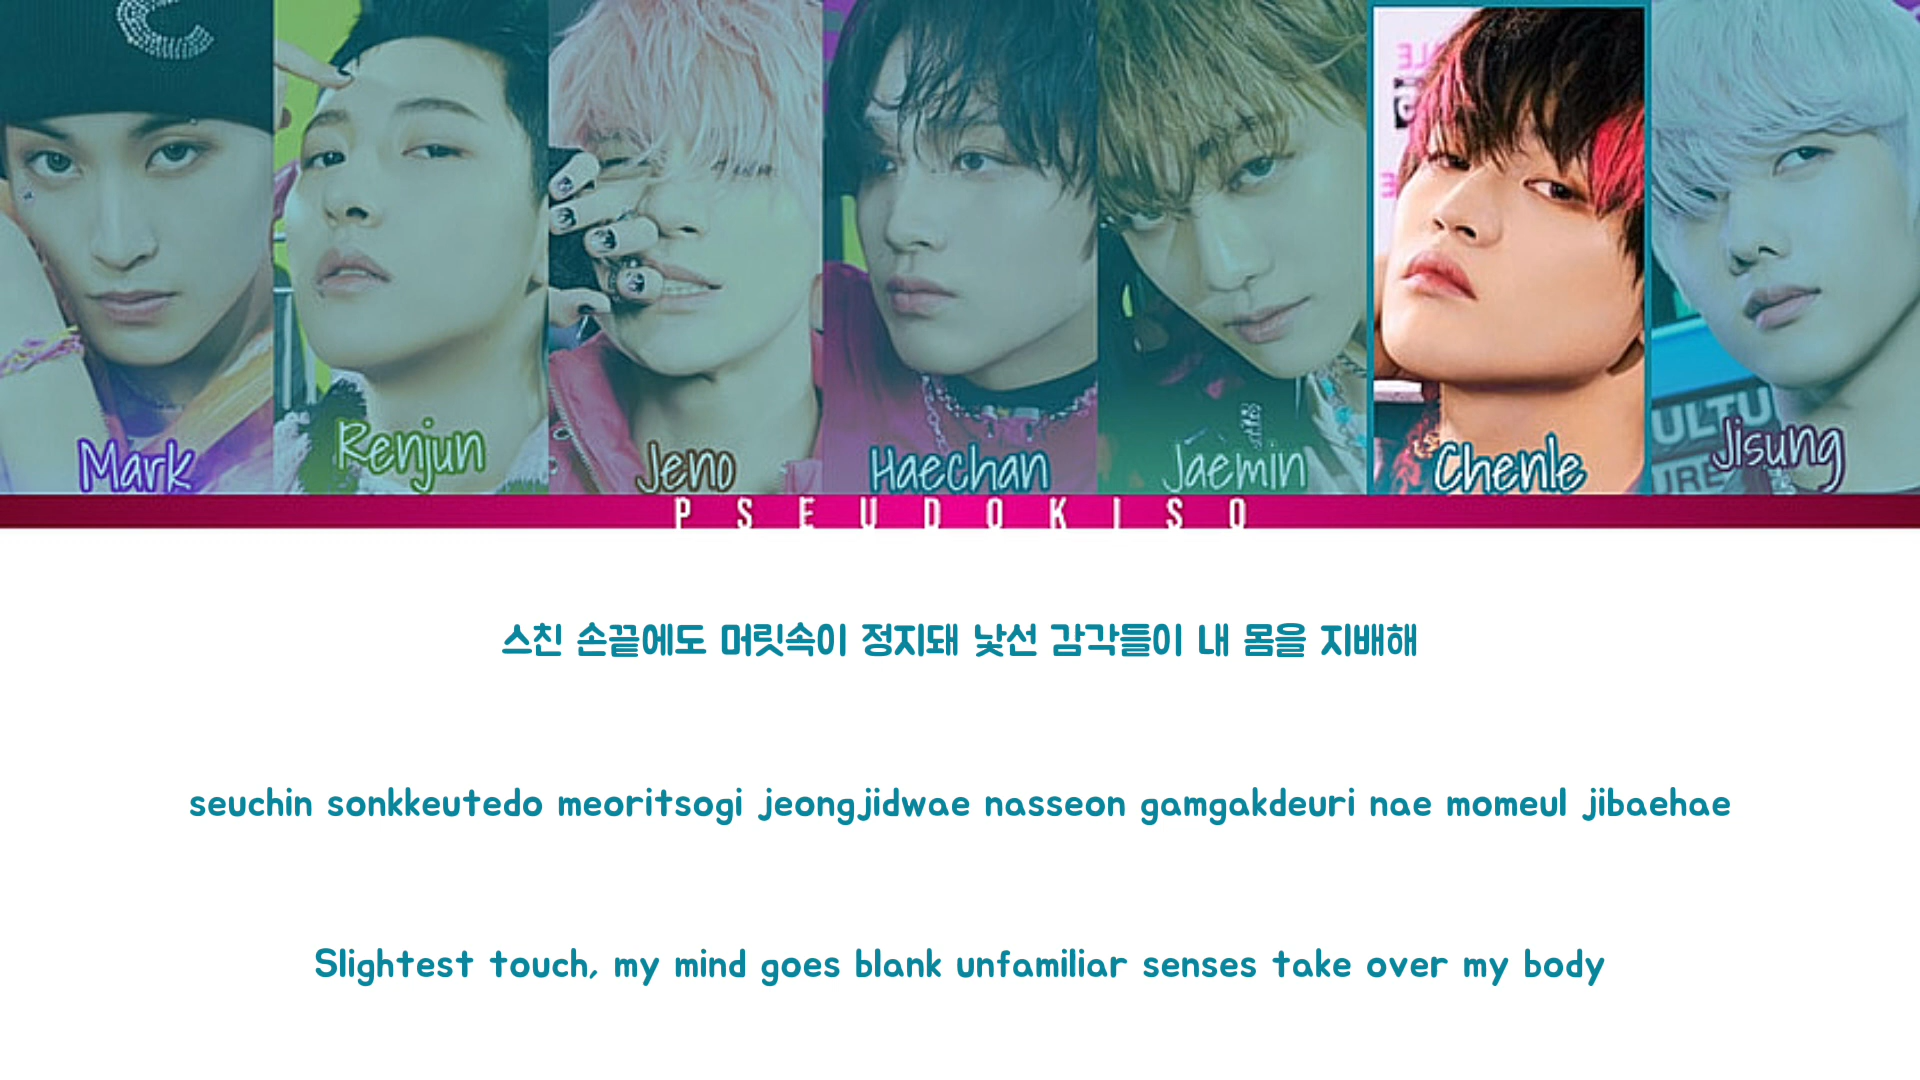 C
Mark
Renjun
Jeno
Haechan
Jaemin
Chenle
Jisung
ULTU
URE
PSEUDOKISO
스친 손끝에도 머릿속이 정지돼 낯선 감각들이 내 몸을 지배해
seuchin sonkkeutedo meoritsogi jeongjidwae nasseon gamgakdeuri nae momeul jibaehae
Slightest touch, my mind goes blank unfamiliar senses take over my body